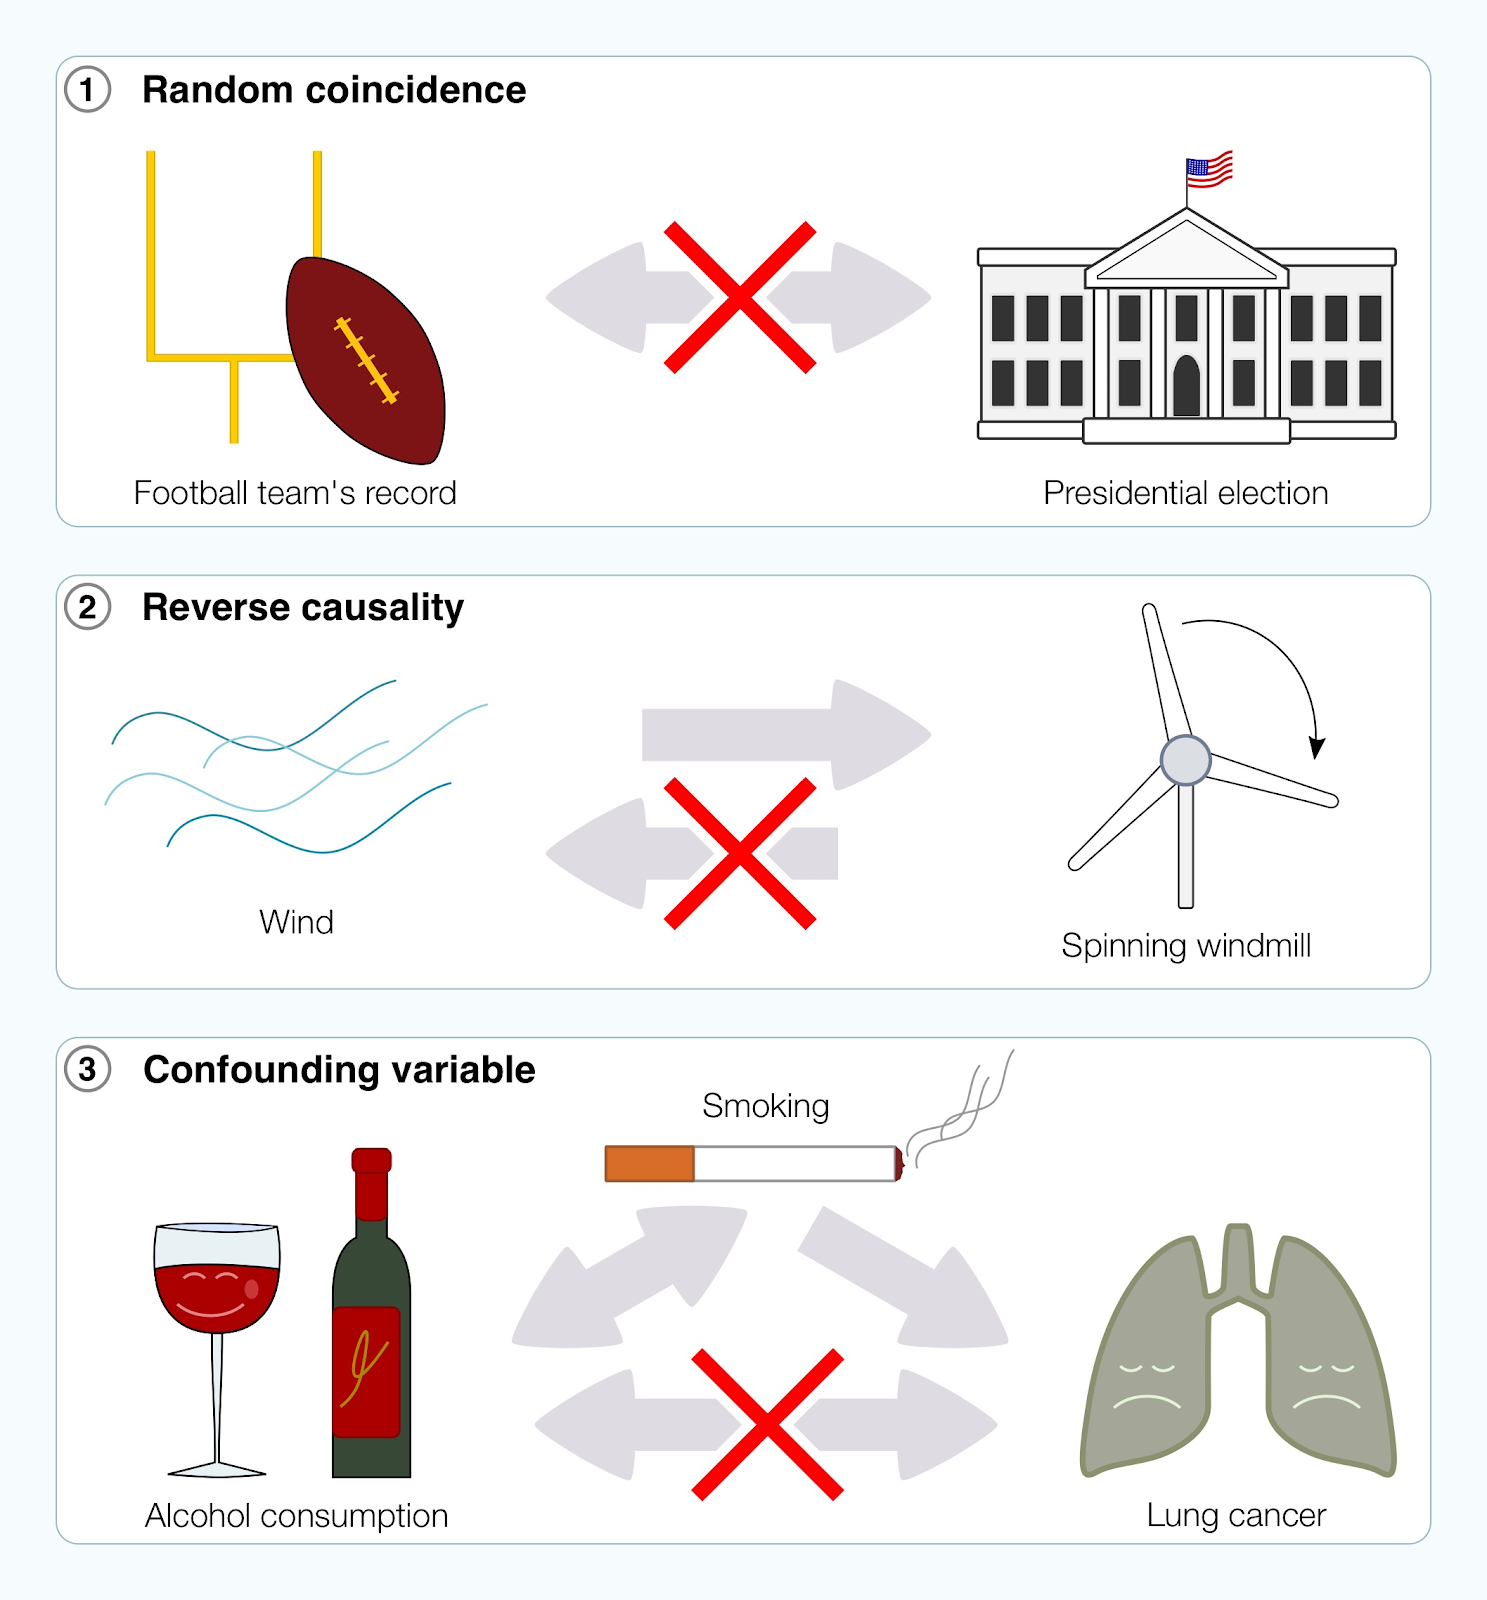 1 Random coincidence
Football team's record
Presidential election
2 Reverse causality
Wind
Spinning windmill
3 Confounding variable
Smoking
Alcohol consumption
Lung cancer